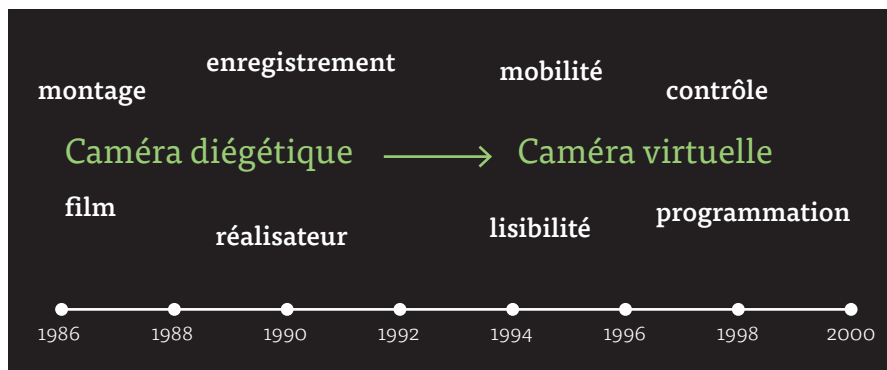 enregistrement
mobilité
montage
contrôle
Caméra diégétique
Caméra virtuelle
film
réalisateur
lisibilité
programmation
1986 1988 1990 1992 1994 1996 1998 2000